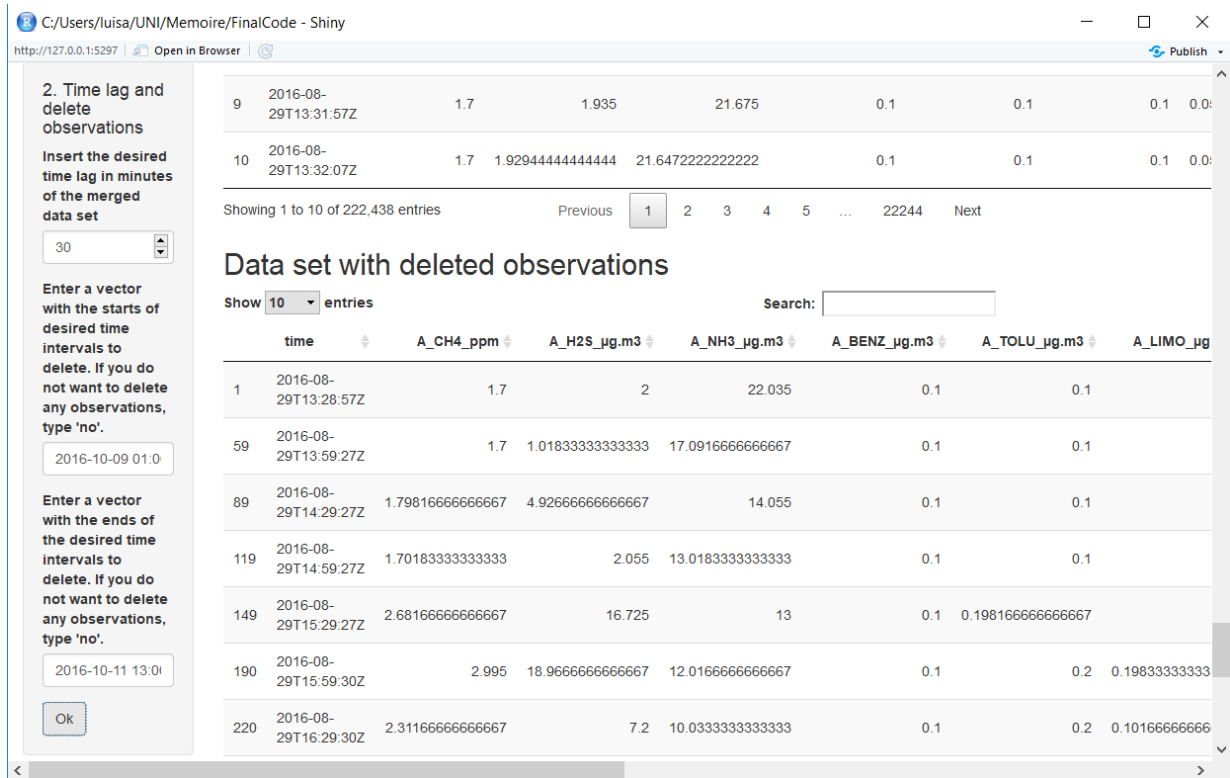 C:/Users/luisa/UNI/Memoire/FinalCode - Shiny
http://127.0.0.1:5297 Open in Browser Publish
2. Time lag and
delete
observations
Insert the desired
time lag in minutes
of the merged
data set
30
Enter a vector
with the starts of
desired time
intervals to
delete. If you do
not want to delete
any observations,
type 'no'.
2016-10-09 01:0
Enter a vector
with the ends of
the desired time
intervals to
delete. If you do
not want to delete
any observations,
type 'no'.
2016-10-11 13:0
Ok
9 2016-08-29T13:31:57Z 1.7 1.935 21.675 0.1 0.1 0.1 0.0
10 2016-08-29T13:32:07Z 1.7 1.92944444444444 21.6472222222222 0.1 0.1 0.1 0.0
Showing 1 to 10 of 222,438 entries Previous 1 2 3 4 5 … 22244 Next
Data set with deleted observations
Show 10 entries Search:
time A_CH4_ppm A_H2S_µg.m3 A_NH3_µg.m3 A_BENZ_µg.m3 A_TOLU_µg.m3 A_LIMO_µg
1 2016-08-29T13:28:57Z 1.7 2 22.035 0.1 0.1
59 2016-08-29T13:59:27Z 1.7 1.01833333333333 17.0916666666667 0.1 0.1
89 2016-08-29T14:29:27Z 1.79816666666667 4.92666666666667 14.055 0.1 0.1
119 2016-08-29T14:59:27Z 1.70183333333333 2.055 13.0183333333333 0.1 0.1
149 2016-08-29T15:29:27Z 2.68166666666667 16.725 13 0.1 0.198166666666667
190 2016-08-29T15:59:30Z 2.995 18.9666666666667 12.0166666666667 0.1 0.2 0.19833333333
220 2016-08-29T16:29:30Z 2.31166666666667 7.2 10.0333333333333 0.1 0.2 0.101666666666